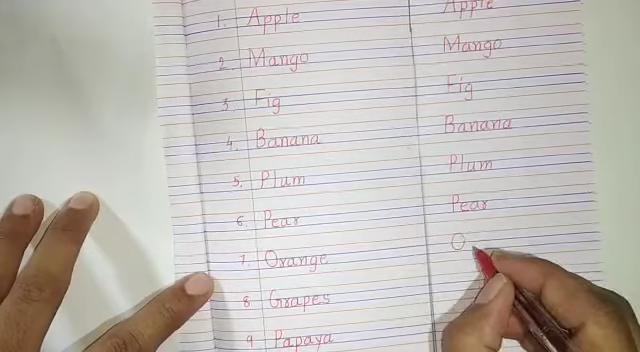 1. Apple Apple
2. Mango Mango
3. Fig Fig
4. Banana Banana
5. Plum Plum
6. Pear Pear
7. Orange O
8 Grapes
9 Papaya